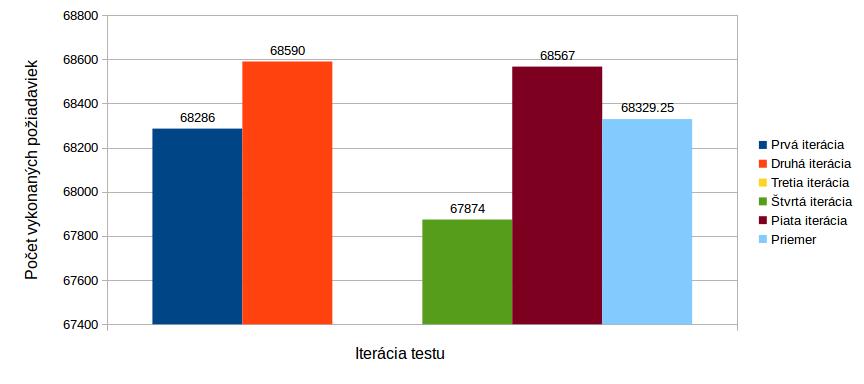 68800
68600
68400
68200
68000
67800
67600
67400
Počet vykonaných požiadaviek
68286
68590
67874
68567
68329.25
Iterácia testu
Prvá iterácia
Druhá iterácia
Tretia iterácia
Štvrtá iterácia
Piata iterácia
Priemer